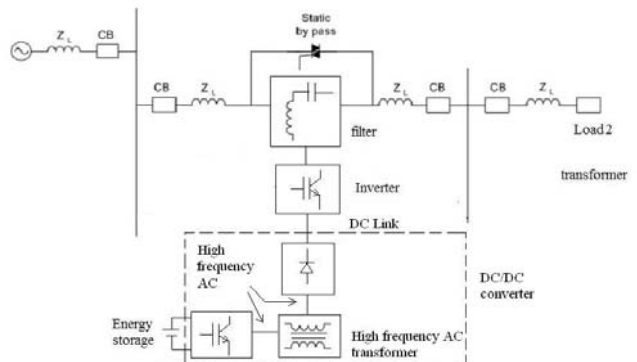 Static
by pass
Z L
CB
CB
Z L
Z L
CB
CB
Z L
filter
Load 2
transformer
Inverter
DC Link
High
frequency
AC
DC/DC
converter
Energy
storage
High frequency AC
transformer